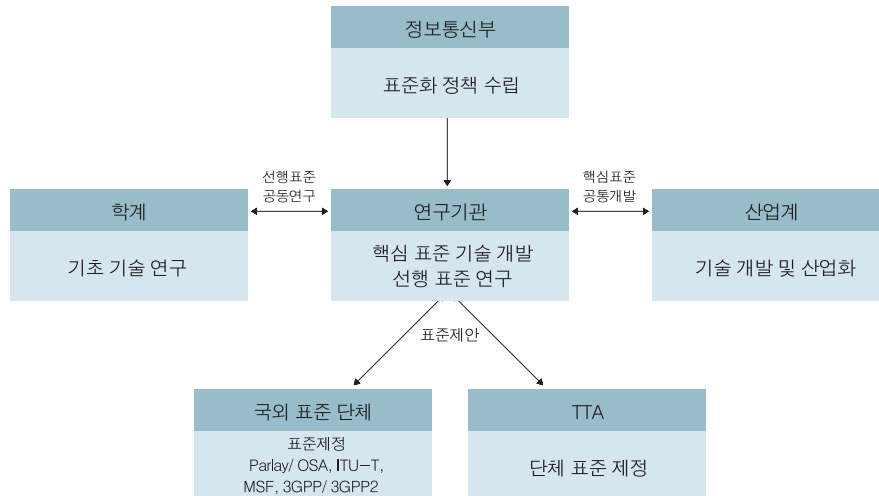 정보통신부
표준화 정책 수립
선행표준
공동연구
핵심표준
공통개발
학계
기초 기술 연구
연구기관
핵심 표준 기술 개발
선행 표준 연구
산업계
기술 개발 및 산업화
표준제안
국외 표준 단체
표준제정
Parlay/ OSA, ITU-T,
MSF, 3GPP/ 3GPP2
TTA
단체 표준 제정